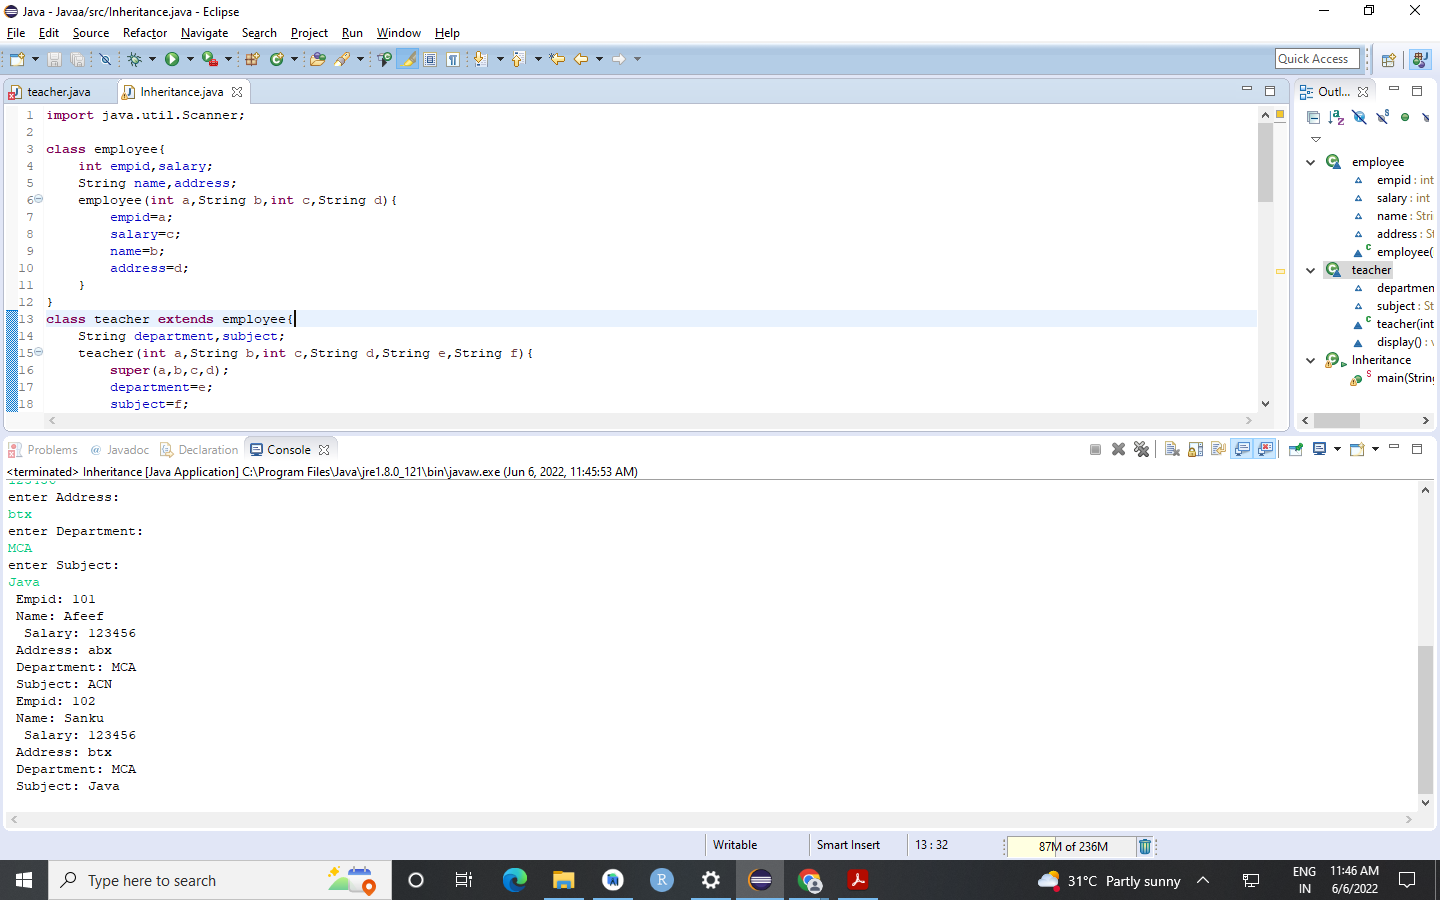 Java - Javaa/src/Inheritance.java - Eclipse
File Edit Source Refactor Navigate Search Project Run Window Help
Quick Access
teacher.java Inheritance.java
1 import java.util.Scanner;
2
3 class employee{
4 int empid,salary;
5 String name,address;
6 employee(int a,String b,int c,String d){
7 empid=a;
8 salary=c;
9 name=b;
10 address=d;
11 }
12 }
13 class teacher extends employee{
14 String department,subject;
15 teacher(int a,String b,int c,String d,String e,String f){
16 super(a,b,c,d);
17 department=e;
18 subject=f;
Outl...
employee
empid : int
salary : int
name : Stri
address : St
employee(
teacher
departmen
subject : St
teacher(int
display() : v
Inheritance
main(String
Problems @ Javadoc Declaration Console
<terminated> Inheritance [Java Application] C:\Program Files\Java\jre1.8.0_121\bin\javaw.exe (Jun 6, 2022, 11:45:53 AM)
123456
enter Address:
btx
enter Department:
MCA
enter Subject:
Java
Empid: 101
Name: Afeef
Salary: 123456
Address: abx
Department: MCA
Subject: ACN
Empid: 102
Name: Sanku
Salary: 123456
Address: btx
Department: MCA
Subject: Java
Writable Smart Insert 13 : 32 87M of 236M
Type here to search
31°C Partly sunny
ENG
IN
11:46 AM
6/6/2022